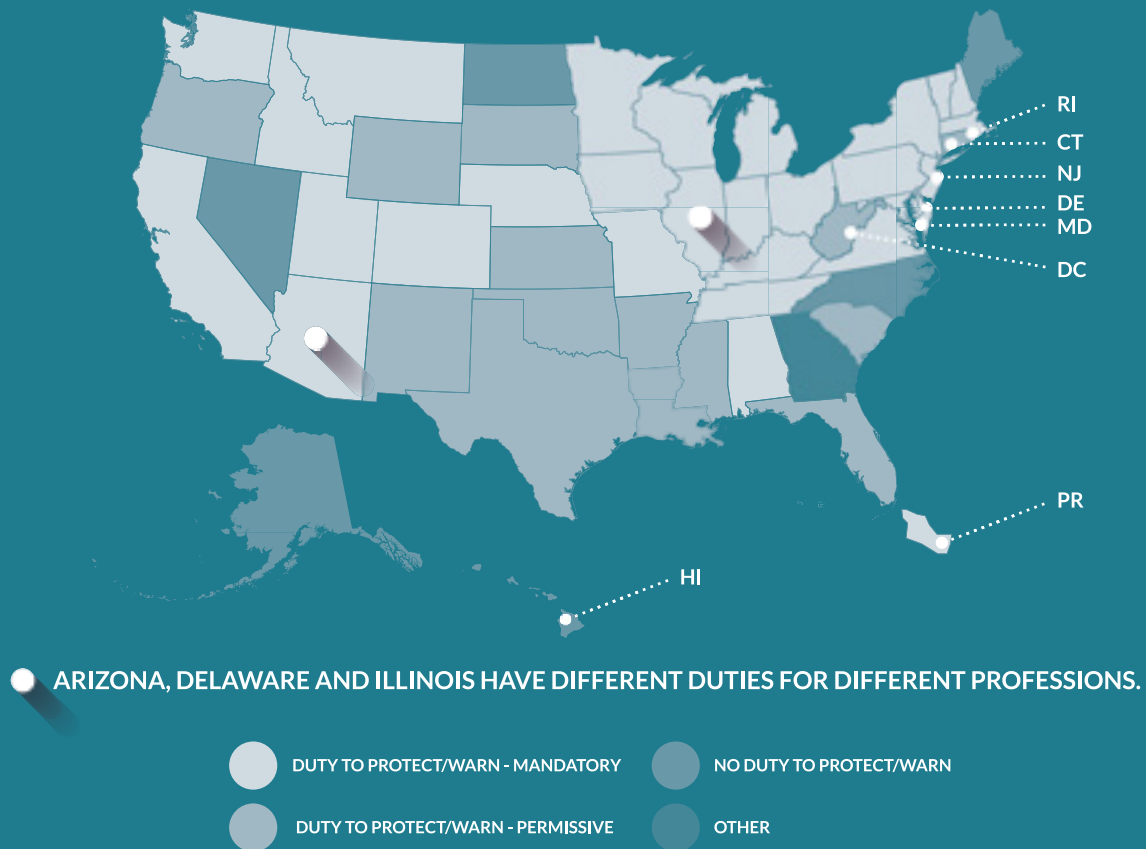 RI
CT
NJ
DE
MD
DC
PR
HI
ARIZONA, DELAWARE AND ILLINOIS HAVE DIFFERENT DUTIES FOR DIFFERENT PROFESSIONS.
DUTY TO PROTECT/WARN - MANDATORY
NO DUTY TO PROTECT/WARN
DUTY TO PROTECT/WARN - PERMISSIVE
OTHER